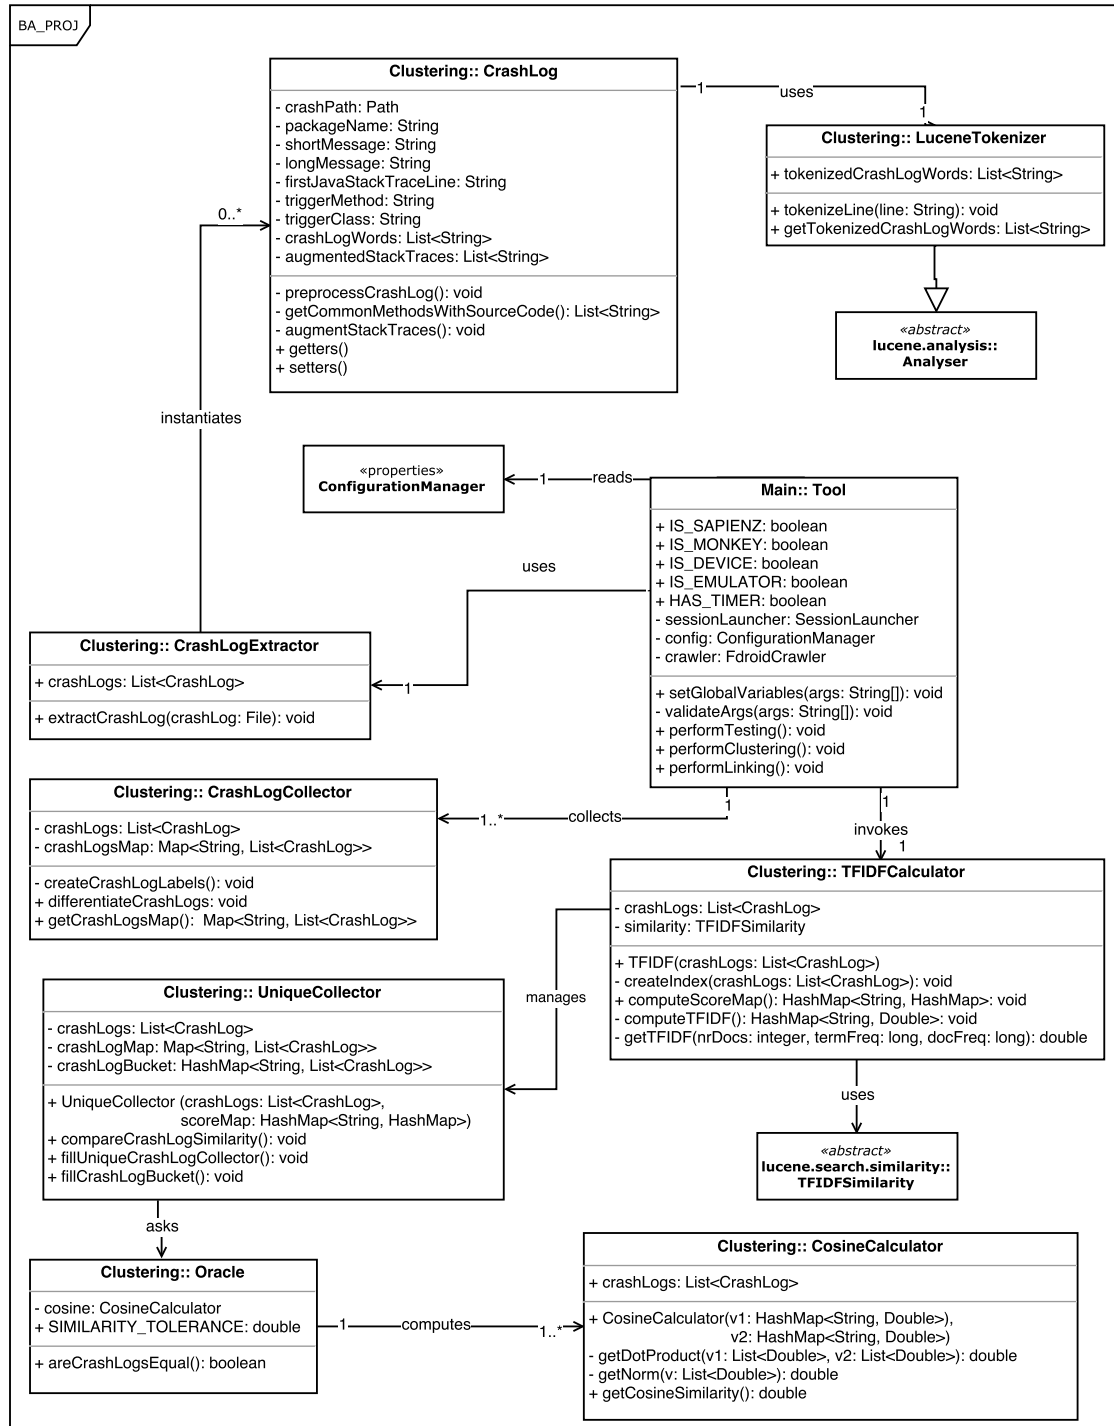 BA_PROJ
Clustering:: CrashLog
- crashPath: Path
- packageName: String
- shortMessage: String
- longMessage: String
- firstJavaStackTraceLine: String
- triggerMethod: String
- triggerClass: String
- crashLogWords: List<String>
- augmentedStackTraces: List<String>
- preprocessCrashLog(): void
- getCommonMethodsWithSourceCode(): List<String>
- augmentStackTraces(): void
+ getters()
+ setters()
1
uses
1
Clustering:: LuceneTokenizer
+ tokenizedCrashLogWords: List<String>
+ tokenizeLine(line: String): void
+ getTokenizedCrashLogWords: List<String>
«abstract»
lucene.analysis::
Analyser
0..*
instantiates
«properties»
ConfigurationManager
1
reads
Main:: Tool
+ IS_SAPIENZ: boolean
+ IS_MONKEY: boolean
+ IS_DEVICE: boolean
+ IS_EMULATOR: boolean
+ HAS_TIMER: boolean
- sessionLauncher: SessionLauncher
- config: ConfigurationManager
- crawler: FdroidCrawler
+ setGlobalVariables(args: String[]): void
- validateArgs(args: String[]): void
+ performTesting(): void
+ performClustering(): void
+ performLinking(): void
uses
1
Clustering:: CrashLogExtractor
+ crashLogs: List<CrashLog>
+ extractCrashLog(crashLog: File): void
Clustering:: CrashLogCollector
- crashLogs: List<CrashLog>
- crashLogsMap: Map<String, List<CrashLog>>
- createCrashLogLabels(): void
+ differentiateCrashLogs: void
+ getCrashLogsMap():  Map<String, List<CrashLog>>
1..*
collects
1
1
invokes
1
Clustering:: TFIDFCalculator
- crashLogs: List<CrashLog>
- similarity: TFIDFSimilarity
+ TFIDF(crashLogs: List<CrashLog>)
- createIndex(crashLogs: List<CrashLog>): void
+ computeScoreMap(): HashMap<String, HashMap>: void
- computeTFIDF(): HashMap<String, Double>: void
- getTFIDF(nrDocs: integer, termFreq: long, docFreq: long): double
manages
Clustering:: UniqueCollector
- crashLogs: List<CrashLog>
- crashLogMap: Map<String, List<CrashLog>>
- crashLogBucket: HashMap<String, List<CrashLog>>
+ UniqueCollector (crashLogs: List<CrashLog>,
scoreMap: HashMap<String, HashMap>)
+ compareCrashLogSimilarity(): void
+ fillUniqueCrashLogCollector(): void
+ fillCrashLogBucket(): void
uses
«abstract»
lucene.search.similarity::
TFIDFSimilarity
asks
Clustering:: Oracle
- cosine: CosineCalculator
+ SIMILARITY_TOLERANCE: double
+ areCrashLogsEqual(): boolean
1
computes
1..*
Clustering:: CosineCalculator
+ crashLogs: List<CrashLog>
+ CosineCalculator(v1: HashMap<String, Double>),
v2: HashMap<String, Double>)
- getDotProduct(v1: List<Double>, v2: List<Double>): double
- getNorm(v: List<Double>): double
+ getCosineSimilarity(): double